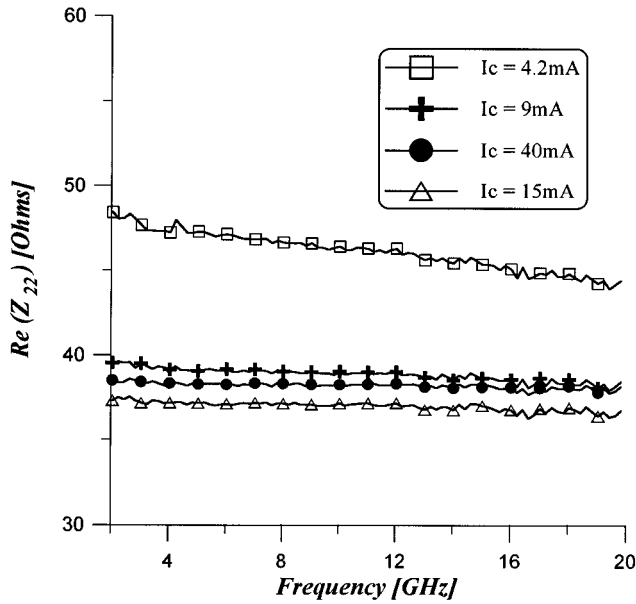 60
50
40
30
Re (Z 22) [Ohms]
Ic = 4.2mA
Ic = 9mA
Ic = 40mA
Ic = 15mA
4
8
12
16
20
Frequency [GHz]